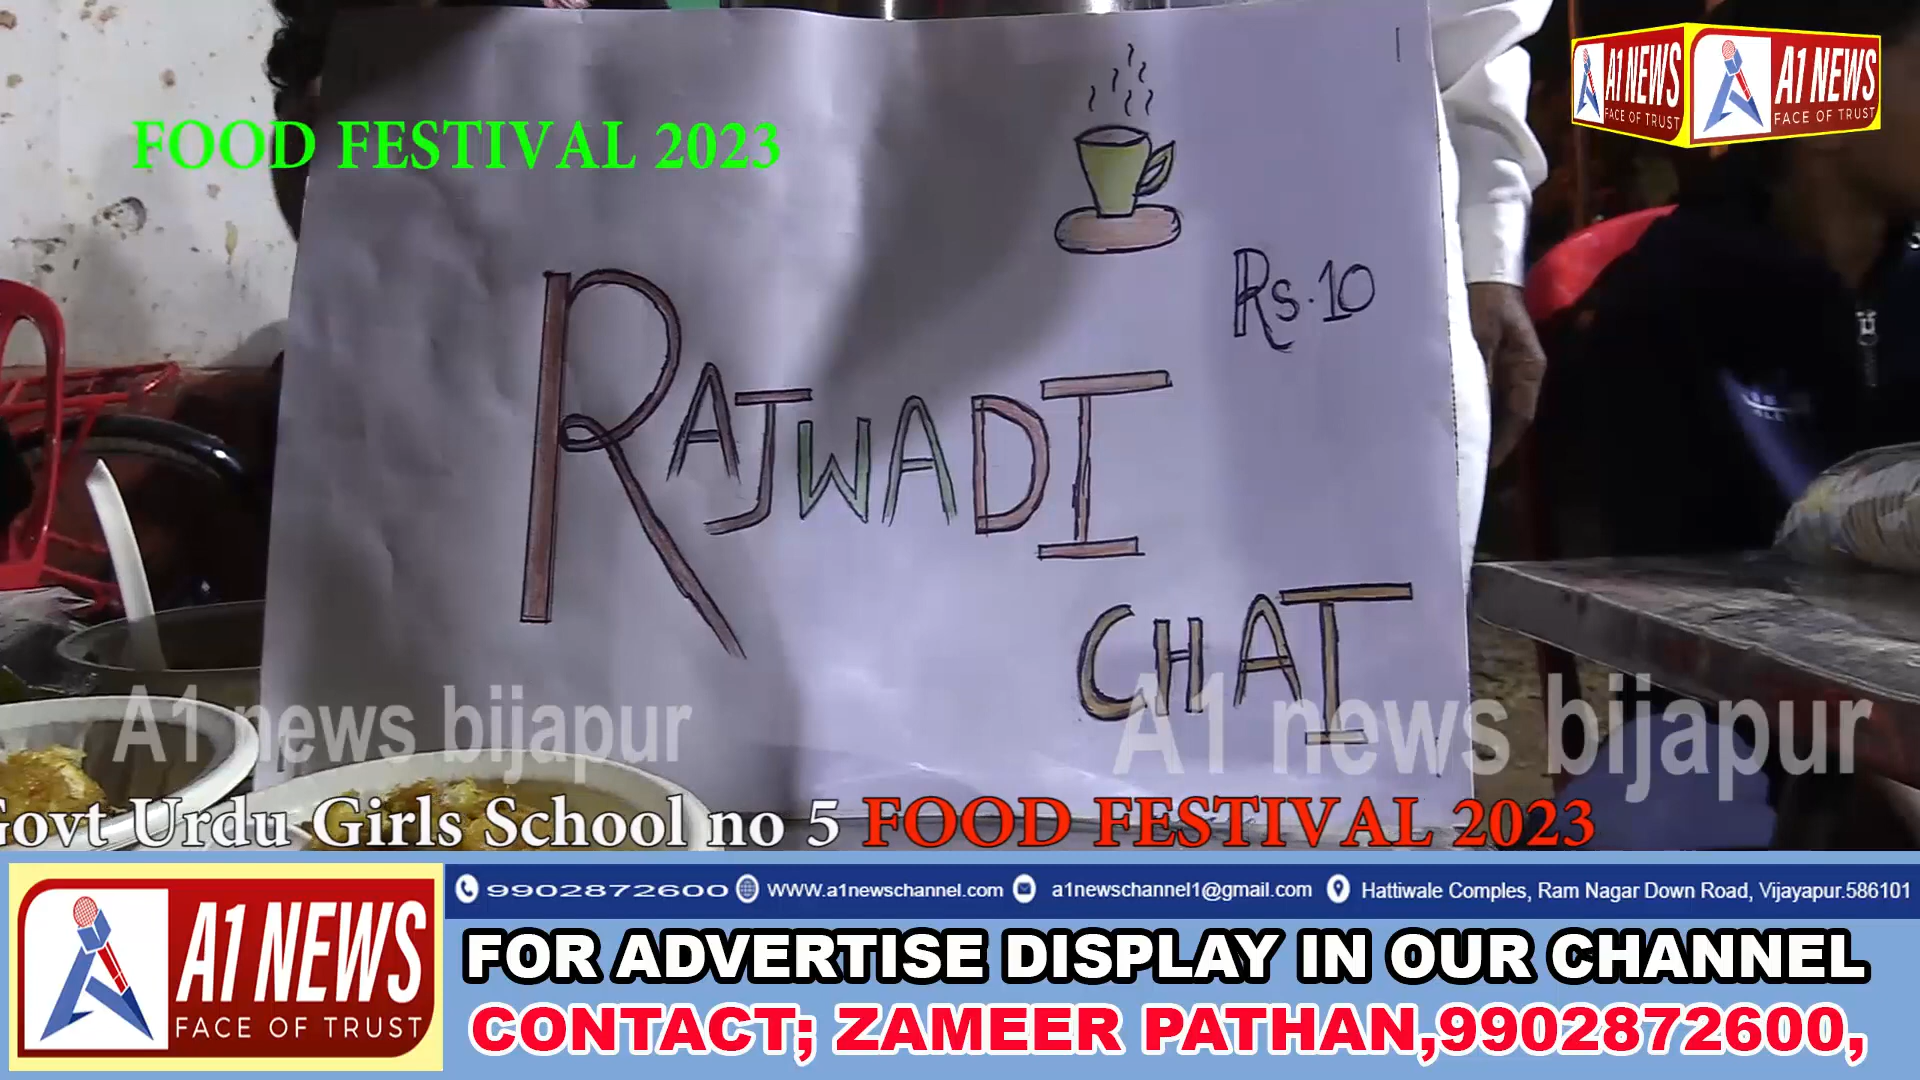 A1 NEWS
FACE OF TRUST
A1 NEWS
FACE OF TRUST
FOOD FESTIVAL 2023
Rs.10
RAJWADI
CHAT
A1 news bijapur
A1 news bijapur
Govt Urdu Girls School no 5 FOOD FESTIVAL 2023
9902872600 WWW.a1newschannel.com a1newschannel1@gmail.com Hattiwale Comples, Ram Nagar Down Road, Vijayapur.586101
A1 NEWS
FACE OF TRUST
FOR ADVERTISE DISPLAY IN OUR CHANNEL
CONTACT; ZAMEER PATHAN,9902872600,